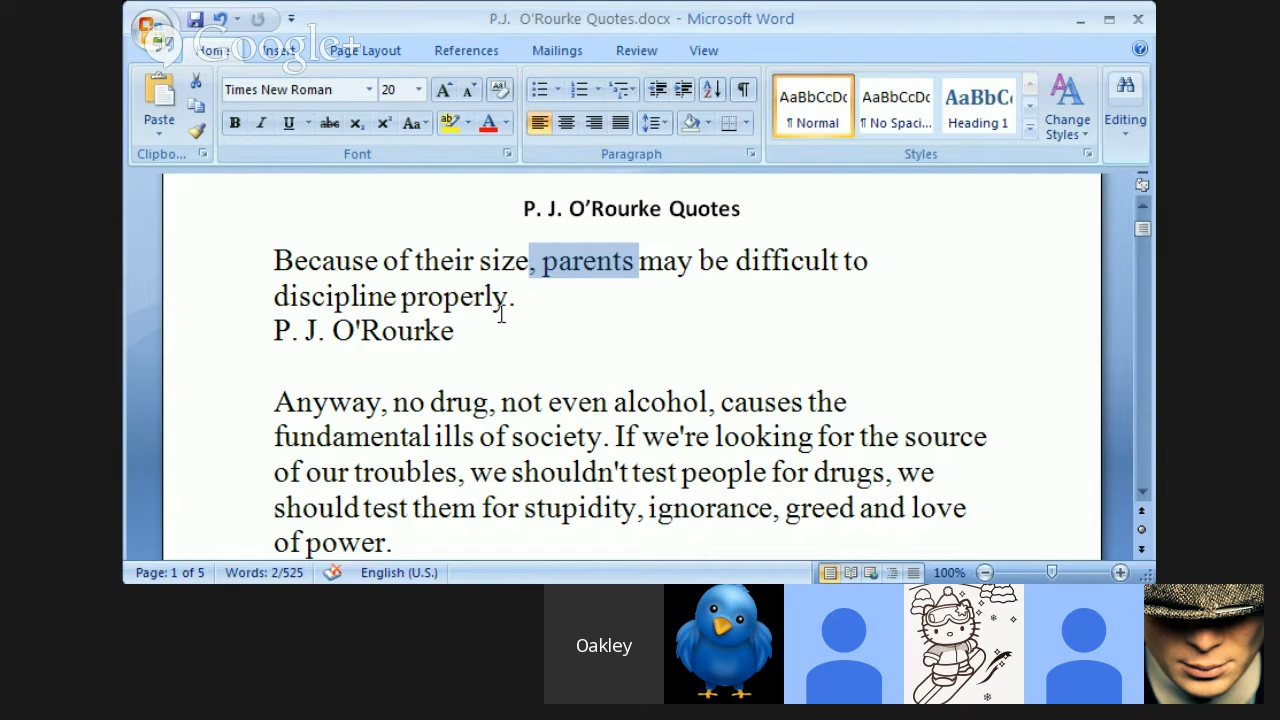 P.J. O'Rourke Quotes.docx - Microsoft Word
Google+
Home Insert Page Layout References Mailings Review View
Times New Roman 20
AaBbCcDc AaBbCcDc AaBbC
Paste
¶ Normal ¶ No Spaci... Heading 1
Change Styles
Editing
Clipbo... Font Paragraph Styles
P. J. O’Rourke Quotes
Because of their size, parents may be difficult to
discipline properly.
P. J. O'Rourke
Anyway, no drug, not even alcohol, causes the
fundamental ills of society. If we're looking for the source
of our troubles, we shouldn't test people for drugs, we
should test them for stupidity, ignorance, greed and love
of power.
Page: 1 of 5 Words: 2/525 English (U.S.) 100%
Oakley